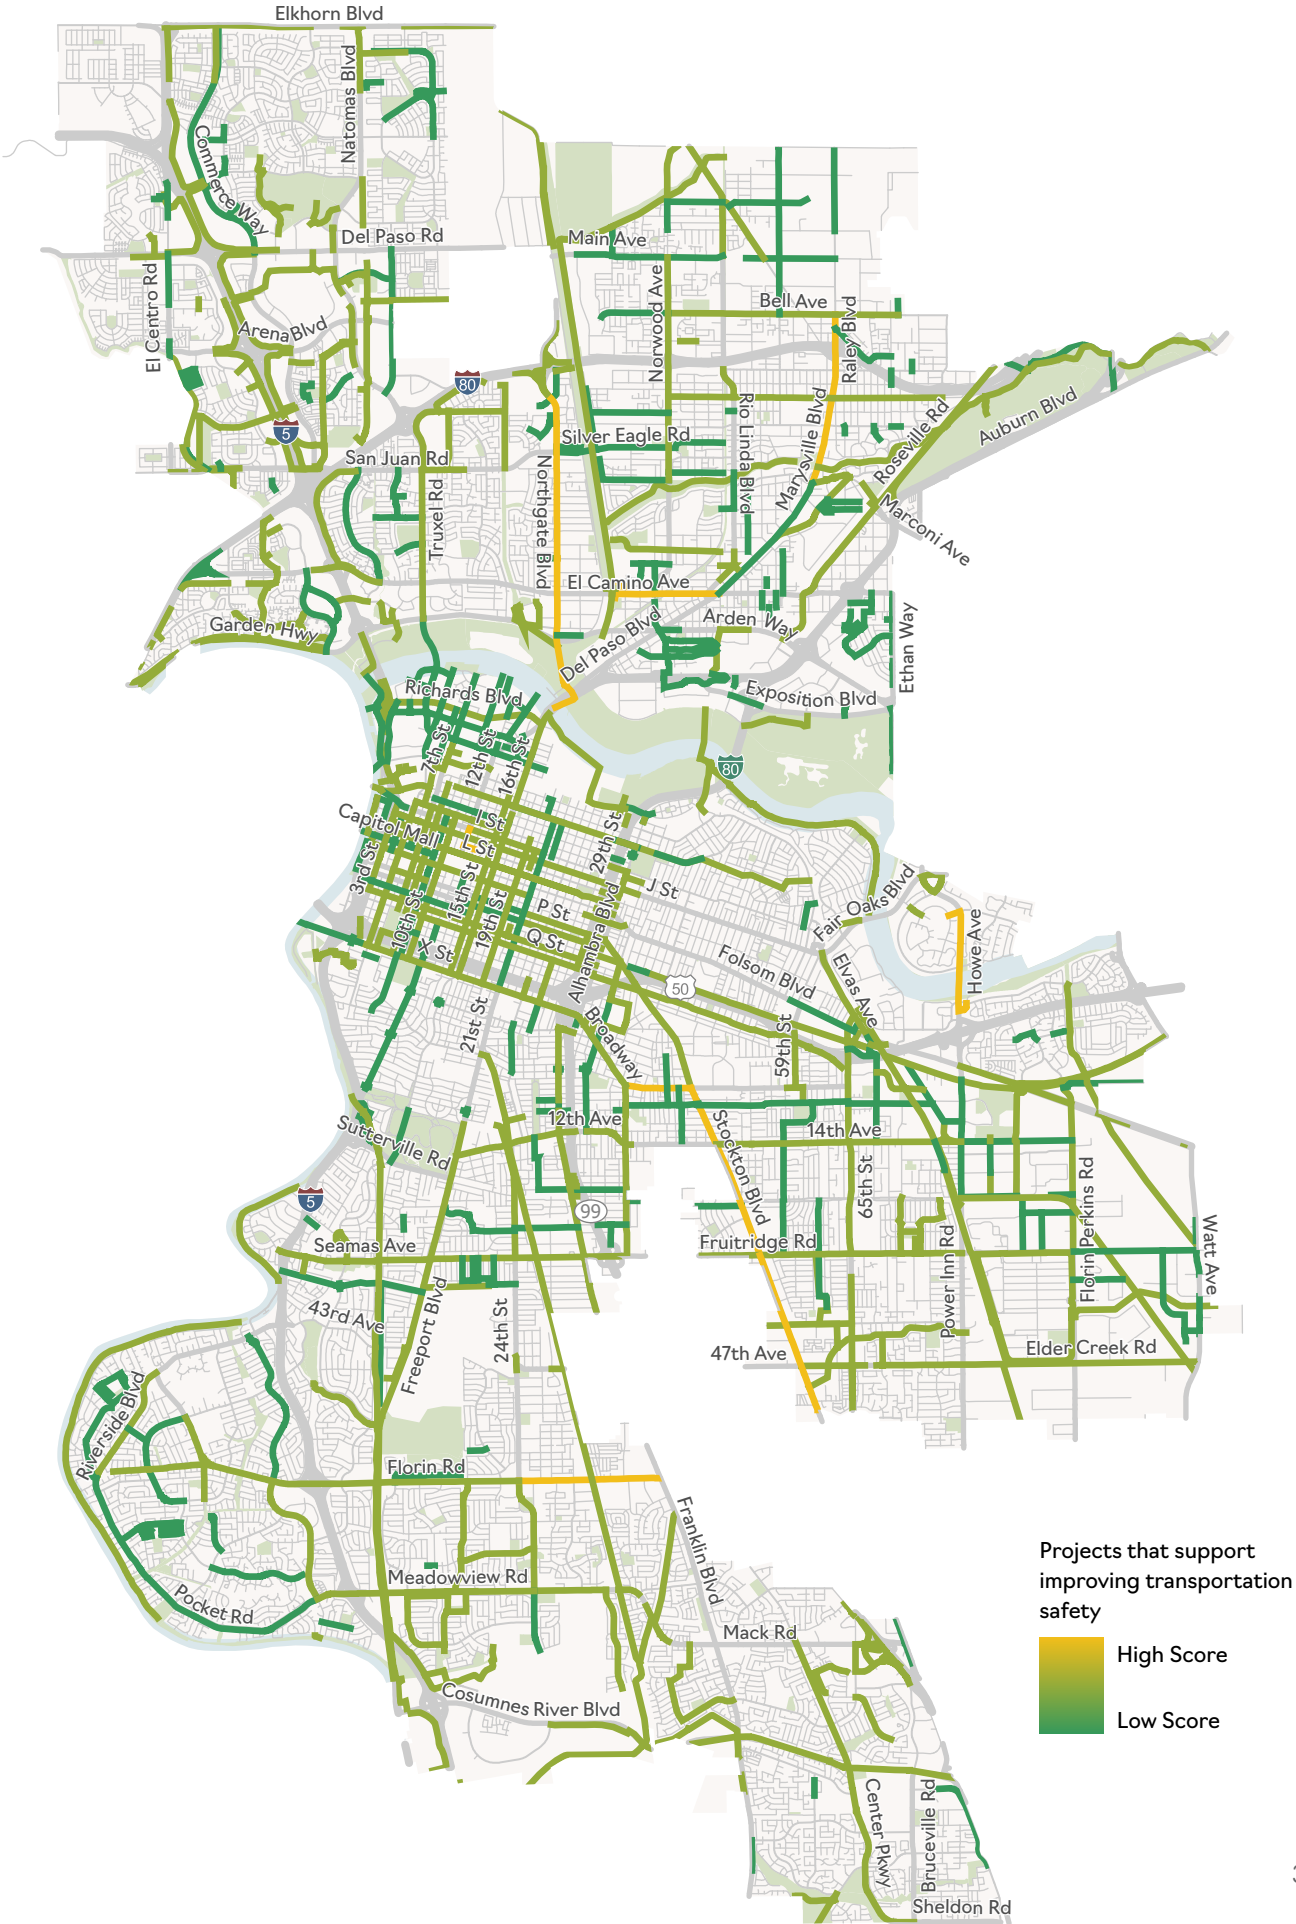 Elkhorn Blvd
Natomas Blvd
Commerce Way
Del Paso Rd
Main Ave
El Centro Rd
Arena Blvd
Norwood Ave
Bell Ave
Raley Blvd
80
5
Silver Eagle Rd
Rio Linda Blvd
Marysville Blvd
Roseville Rd
Auburn Blvd
San Juan Rd
Truxel Rd
Northgate Blvd
Marconi Ave
El Camino Ave
Garden Hwy
Del Paso Blvd
Arden Way
Ethan Way
Richards Blvd
Exposition Blvd
7th St
12th St
16th St
80
Capitol Mall
I St
L St
29th St
3rd St
J St
10th St
15th St
19th St
P St
Q St
X St
Alhambra Blvd
Fair Oaks Blvd
Howe Ave
Folsom Blvd
Elvas Ave
50
21st St
Broadway
59th St
12th Ave
14th Ave
Sutterville Rd
Stockton Blvd
65th St
5
99
Florin Perkins Rd
Seamas Ave
Fruitridge Rd
Power Inn Rd
Watt Ave
43rd Ave
Freeport Blvd
24th St
47th Ave
Elder Creek Rd
Riverside Blvd
Florin Rd
Franklin Blvd
Pocket Rd
Meadowview Rd
Mack Rd
Cosumnes River Blvd
Center Pkwy
Bruceville Rd
Sheldon Rd
Projects that support
improving transportation
safety
High Score
Low Score